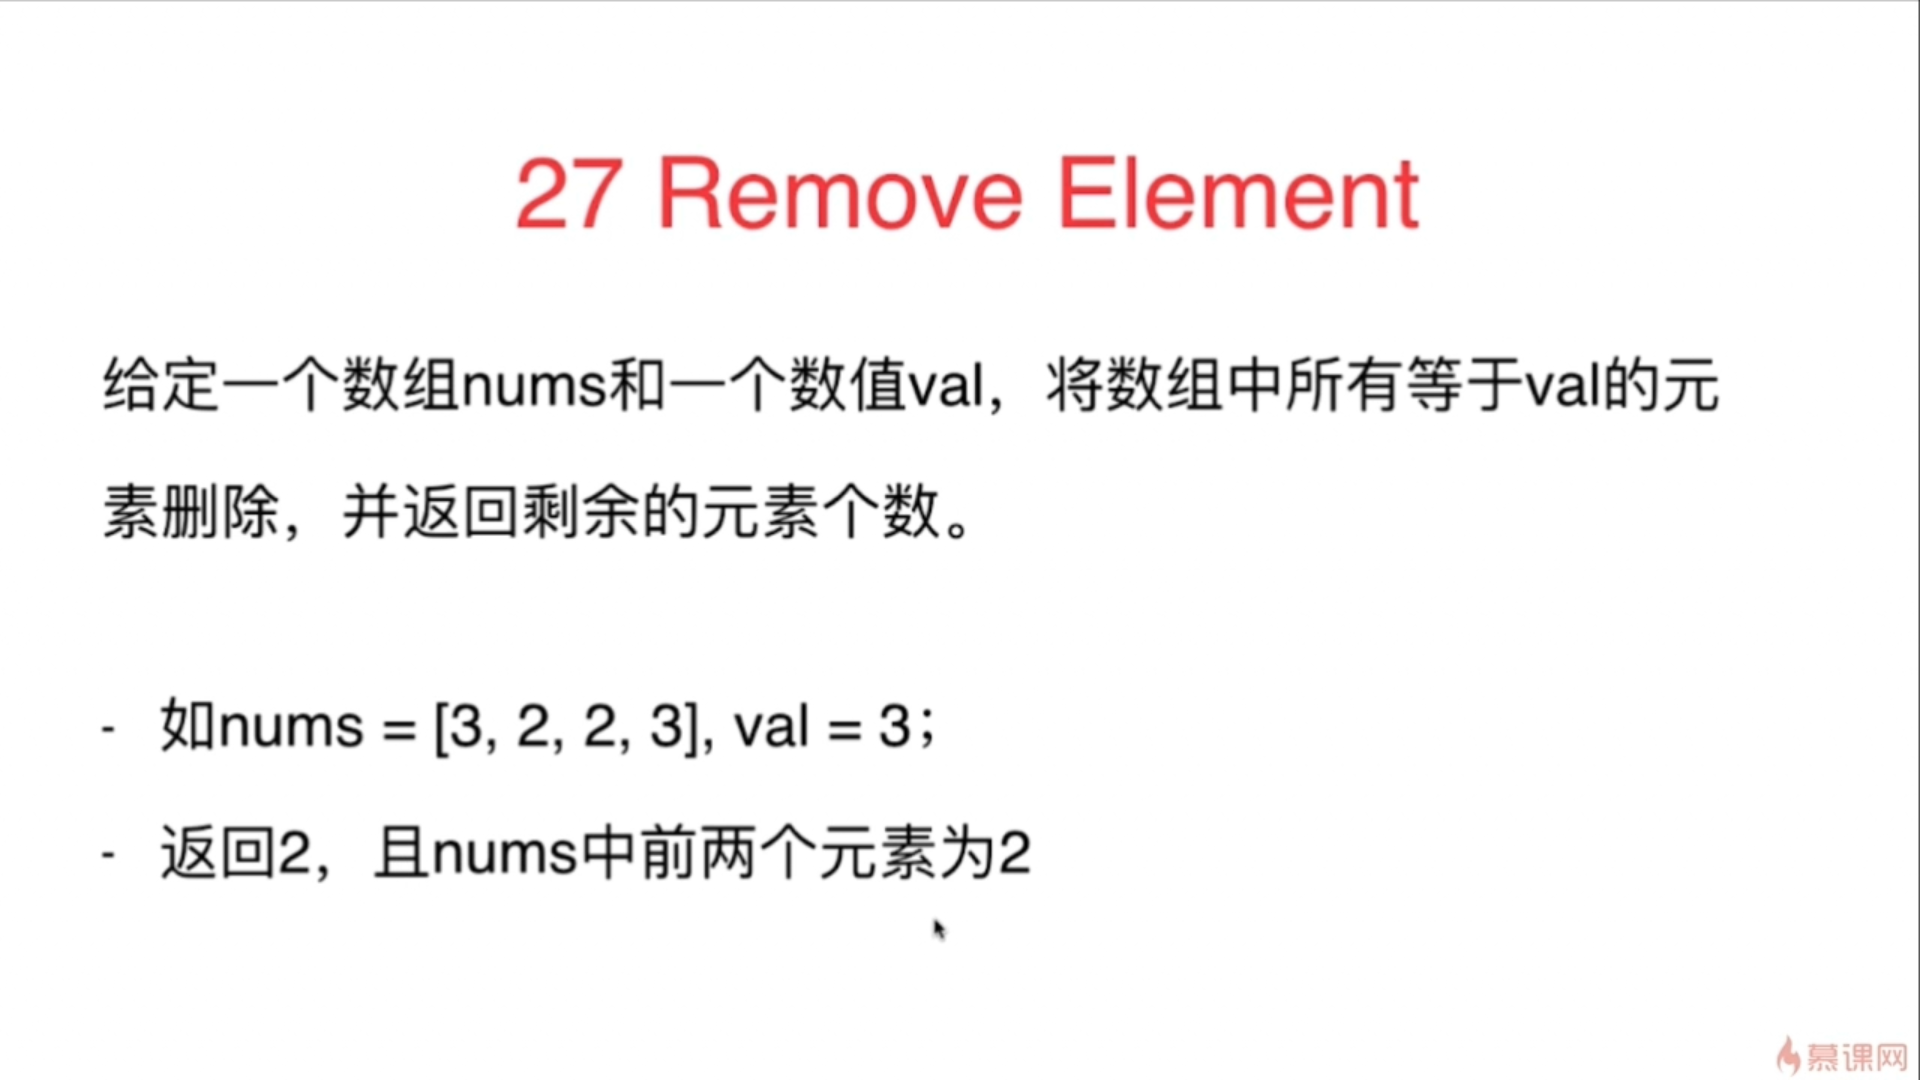 27 Remove Element
给定一个数组nums和一个数值val，将数组中所有等于val的元
素删除，并返回剩余的元素个数。
- 如nums = [3, 2, 2, 3], val = 3；
- 返回2，且nums中前两个元素为2
慕课网